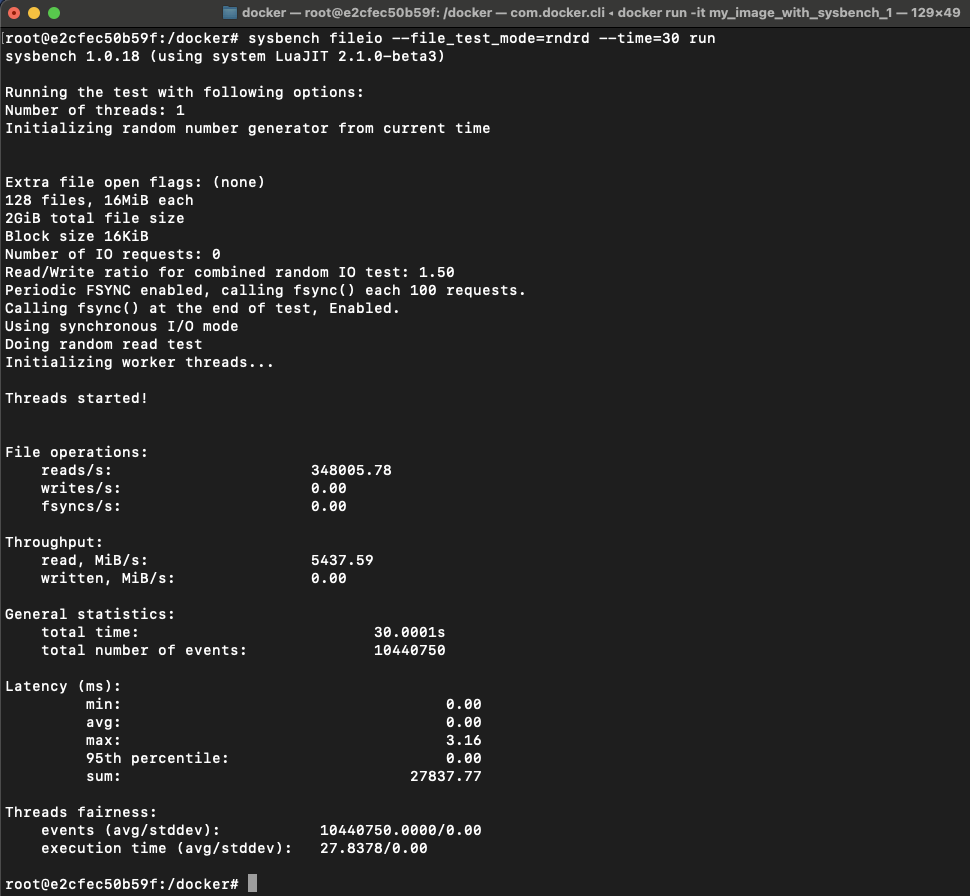 docker — root@e2cfec50b59f: /docker — com.docker.cli ◂ docker run -it my_image_with_sysbench_1 — 129×49
[root@e2cfec50b59f:/docker# sysbench fileio --file_test_mode=rndrd --time=30 run
sysbench 1.0.18 (using system LuaJIT 2.1.0-beta3)
Running the test with following options:
Number of threads: 1
Initializing random number generator from current time
Extra file open flags: (none)
128 files, 16MiB each
2GiB total file size
Block size 16KiB
Number of IO requests: 0
Read/Write ratio for combined random IO test: 1.50
Periodic FSYNC enabled, calling fsync() each 100 requests.
Calling fsync() at the end of test, Enabled.
Using synchronous I/O mode
Doing random read test
Initializing worker threads...
Threads started!
File operations:
    reads/s:                      348005.78
    writes/s:                     0.00
    fsyncs/s:                     0.00
Throughput:
    read, MiB/s:                  5437.59
    written, MiB/s:               0.00
General statistics:
    total time:                          30.0001s
    total number of events:              10440750
Latency (ms):
         min:                                    0.00
         avg:                                    0.00
         max:                                    3.16
         95th percentile:                        0.00
         sum:                                27837.77
Threads fairness:
    events (avg/stddev):           10440750.0000/0.00
    execution time (avg/stddev):   27.8378/0.00
root@e2cfec50b59f:/docker#